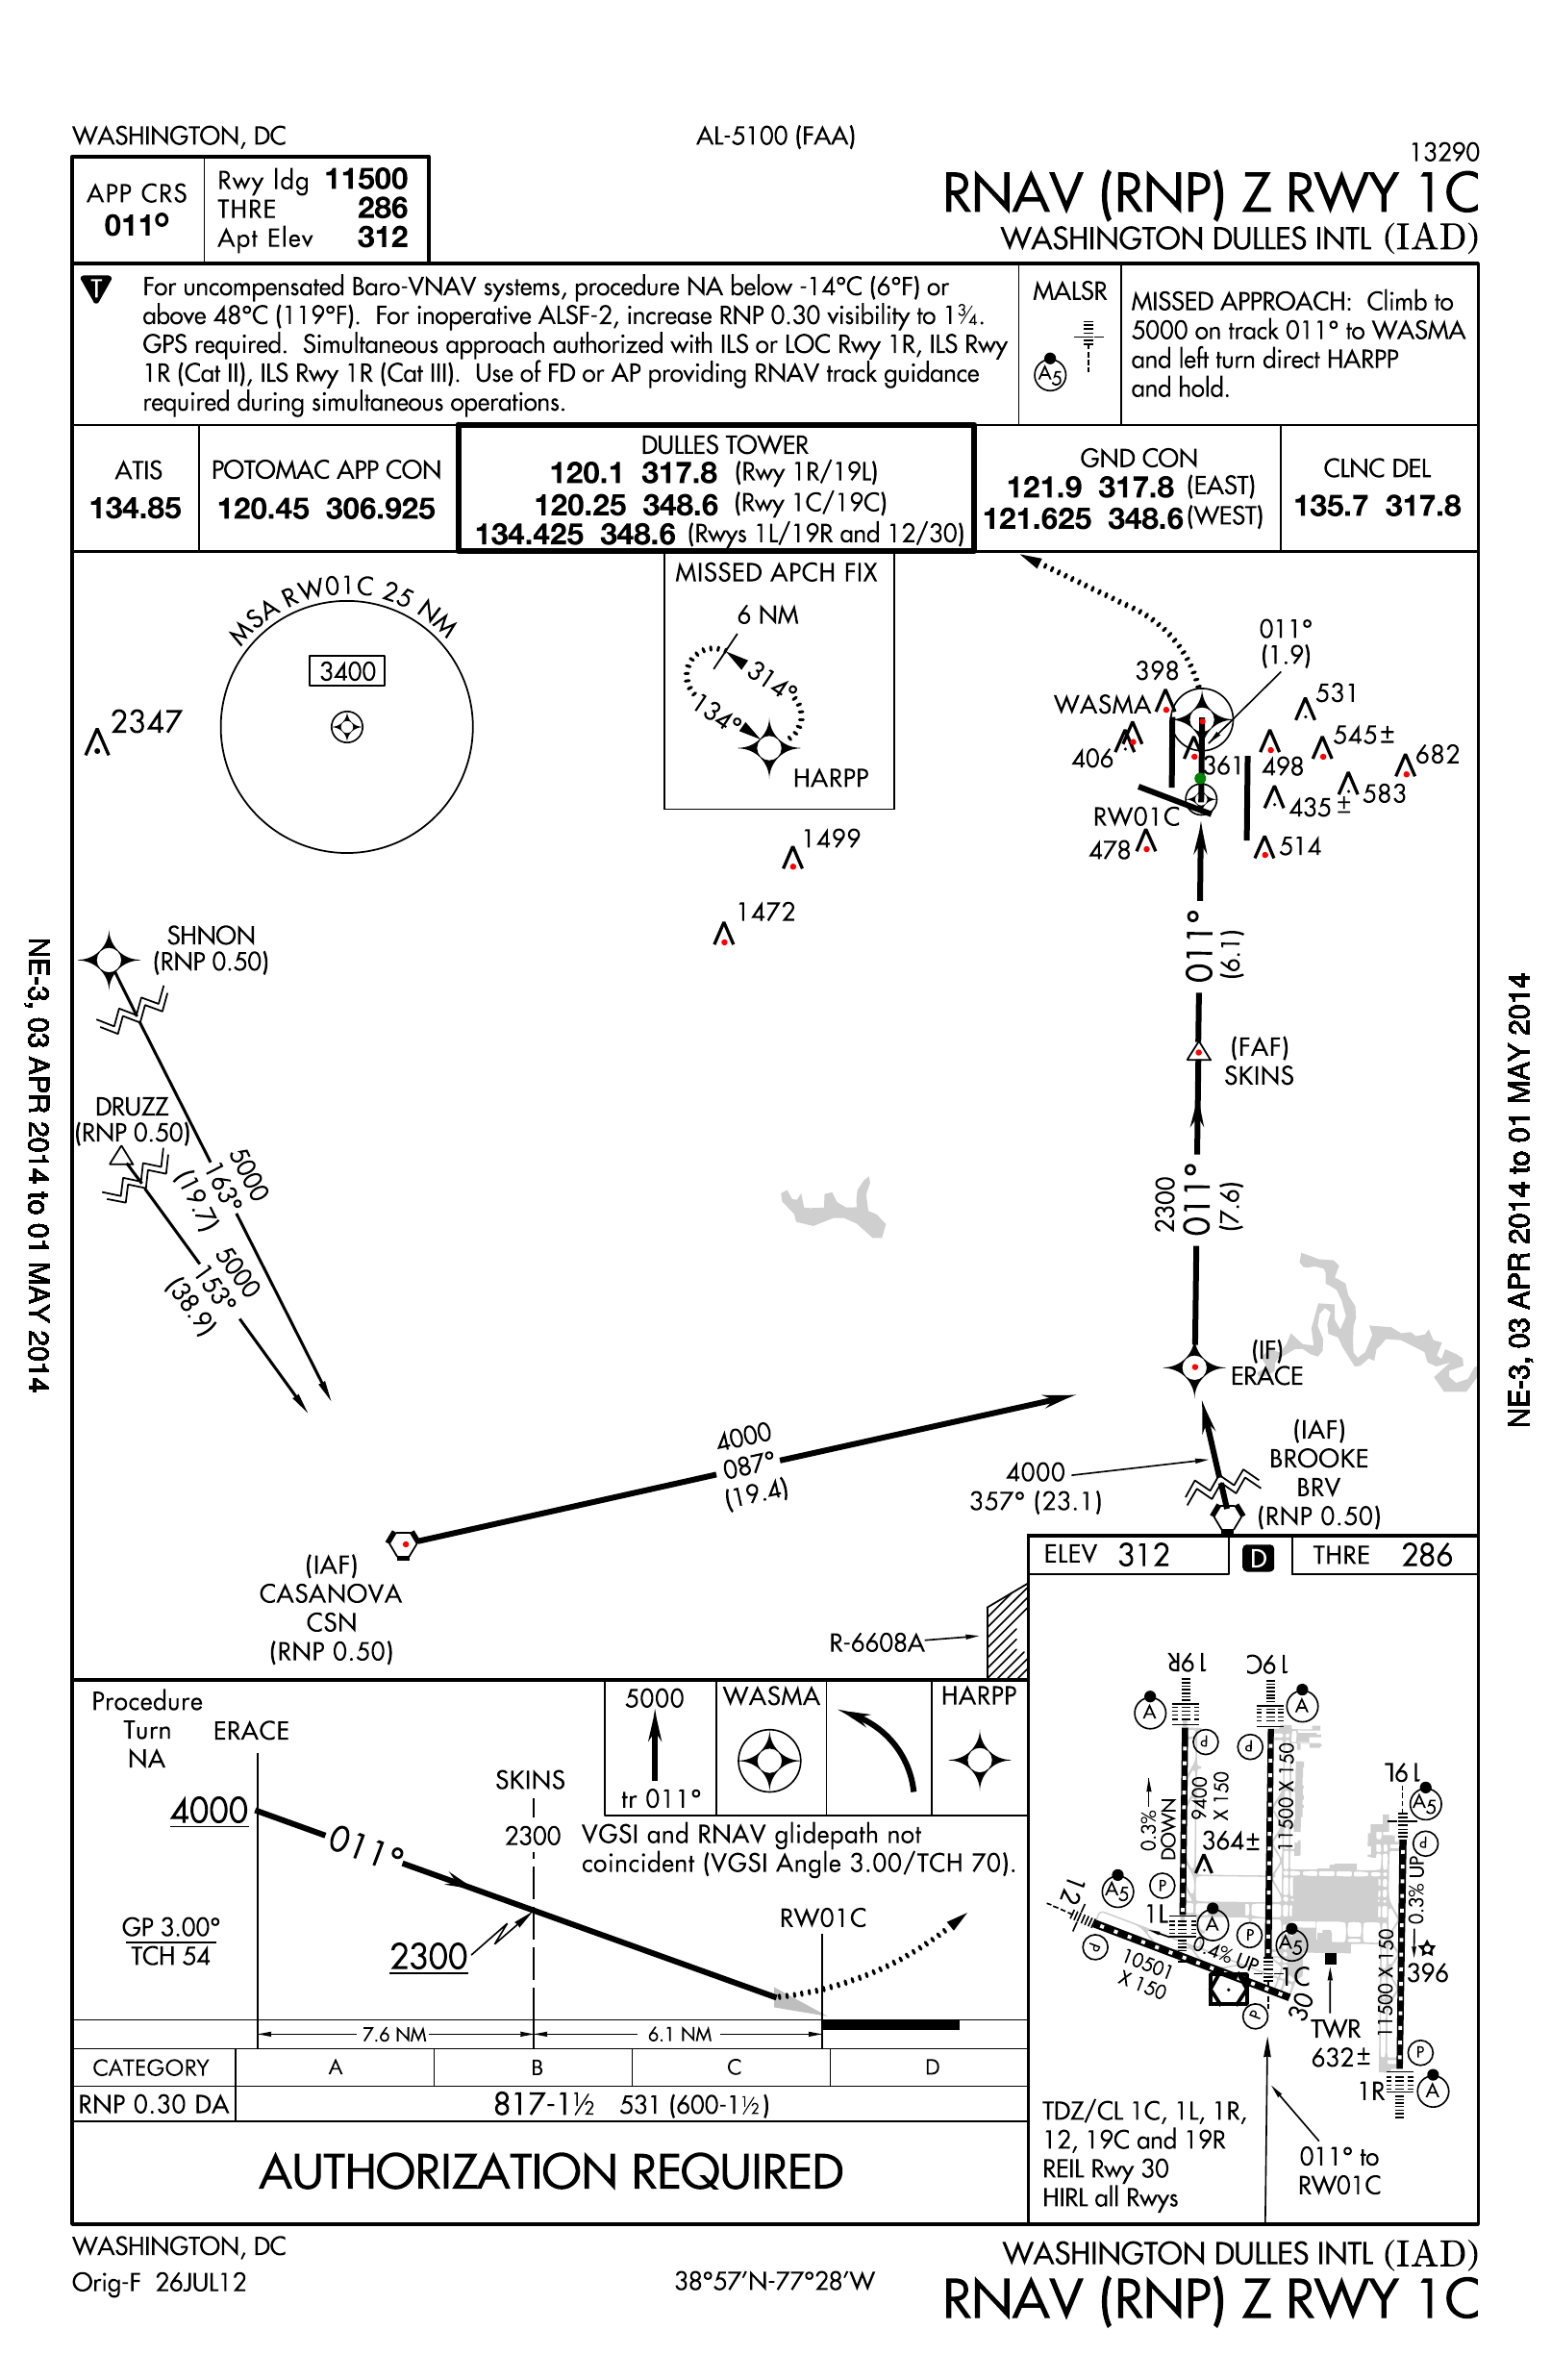 WASHINGTON, DC
AL-5100 (FAA)
13290
RNAV (RNP) Z RWY 1C
WASHINGTON DULLES INTL (IAD)
APP CRS
011°
Rwy ldg 11500
THRE 286
Apt Elev 312
T
For uncompensated Baro-VNAV systems, procedure NA below -14°C (6°F) or
above 48°C (119°F). For inoperative ALSF-2, increase RNP 0.30 visibility to 1¾.
GPS required. Simultaneous approach authorized with ILS or LOC Rwy 1R, ILS Rwy
1R (Cat II), ILS Rwy 1R (Cat III). Use of FD or AP providing RNAV track guidance
required during simultaneous operations.
MALSR
A5
MISSED APPROACH: Climb to
5000 on track 011° to WASMA
and left turn direct HARPP
and hold.
ATIS
134.85
POTOMAC APP CON
120.45 306.925
DULLES TOWER
120.1 317.8 (Rwy 1R/19L)
120.25 348.6 (Rwy 1C/19C)
134.425 348.6 (Rwys 1L/19R and 12/30)
GND CON
121.9 317.8 (EAST)
121.625 348.6 (WEST)
CLNC DEL
135.7 317.8
MSA RW01C 25 NM
3400
2347
MISSED APCH FIX
6 NM
314°
134°
HARPP
011°
(1.9)
398
WASMA
531
406
361
498
545±
682
435±
583
RW01C
478
514
1499
1472
011°
(6.1)
SHNON
(RNP 0.50)
(FAF)
SKINS
DRUZZ
(RNP 0.50)
5000
163°
(19.7)
5000
153°
(38.9)
2300
011°
(7.6)
(IF)
ERACE
4000
087°
(19.4)
4000
357° (23.1)
(IAF)
BROOKE
BRV
(RNP 0.50)
(IAF)
CASANOVA
CSN
(RNP 0.50)
R-6608A
NE-3, 03 APR 2014 to 01 MAY 2014
NE-3, 03 APR 2014 to 01 MAY 2014
ELEV 312
D
THRE 286
19R
19C
A
A
P
P
19L
A5
P
0.3%
DOWN
9400
X 150
11500 X 150
364±
A5
P
12
1L
A
P
A5
0.4% UP
P
10501
X 150
1C
30
P
0.3% UP
11500 X 150
396
TWR
632±
P
1R
A
TDZ/CL 1C, 1L, 1R,
12, 19C and 19R
REIL Rwy 30
HIRL all Rwys
011° to
RW01C
Procedure
Turn
NA
ERACE
4000
011°
SKINS
2300
5000
tr 011°
WASMA
HARPP
VGSI and RNAV glidepath not
coincident (VGSI Angle 3.00/TCH 70).
RW01C
GP 3.00°
TCH 54
2300
7.6 NM
6.1 NM
CATEGORY A B C D
RNP 0.30 DA 817-1½ 531 (600-1½)
AUTHORIZATION REQUIRED
WASHINGTON, DC
Orig-F 26JUL12
38°57'N-77°28'W
WASHINGTON DULLES INTL (IAD)
RNAV (RNP) Z RWY 1C